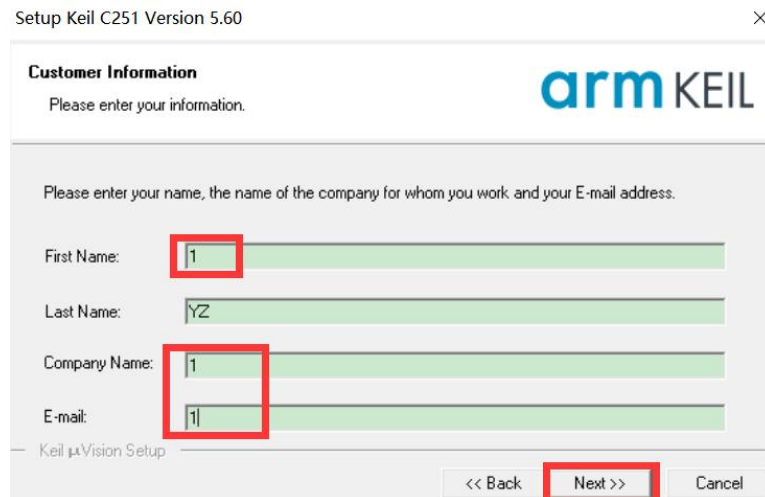 Setup Keil C251 Version 5.60
Customer Information
Please enter your information.
arm KEIL
Please enter your name, the name of the company for whom you work and your E-mail address.
First Name: 1
Last Name: YZ
Company Name: 1
E-mail: 1
Keil µVision Setup
<< Back Next >> Cancel